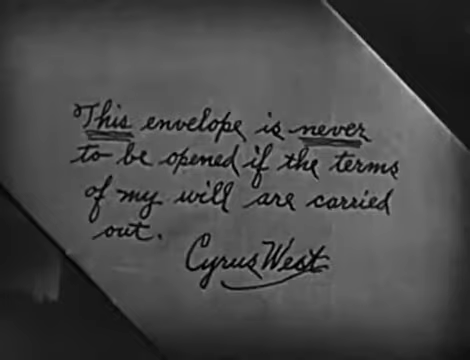 This envelope is never
to be opened if the terms
of my will are carried
out.
Cyrus West